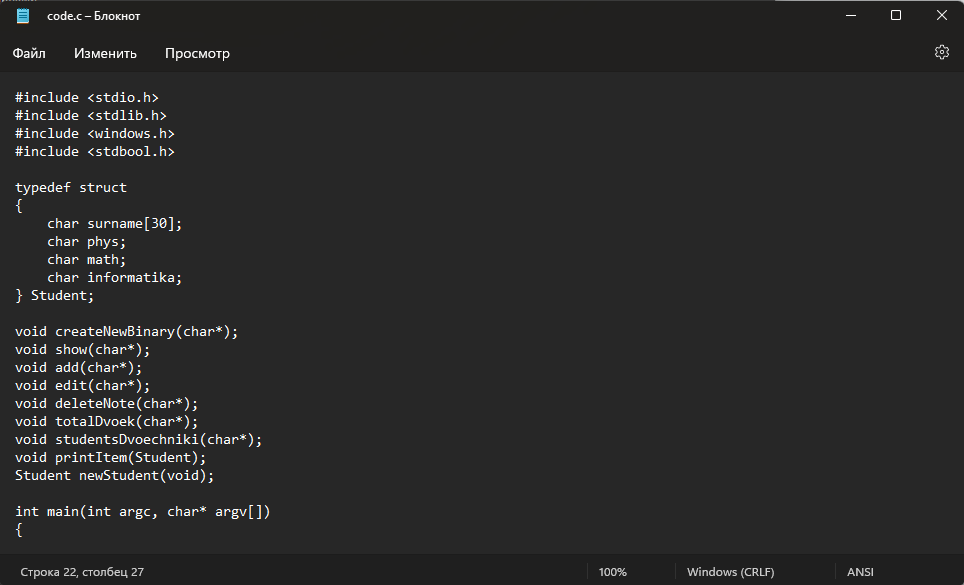 code.c – Блокнот
Файл Изменить Просмотр
#include <stdio.h>
#include <stdlib.h>
#include <windows.h>
#include <stdbool.h>
typedef struct
{
    char surname[30];
    char phys;
    char math;
    char informatika;
} Student;
void createNewBinary(char*);
void show(char*);
void add(char*);
void edit(char*);
void deleteNote(char*);
void totalDvoek(char*);
void studentsDvoechniki(char*);
void printItem(Student);
Student newStudent(void);
int main(int argc, char* argv[])
{
Строка 22, столбец 27 100% Windows (CRLF) ANSI